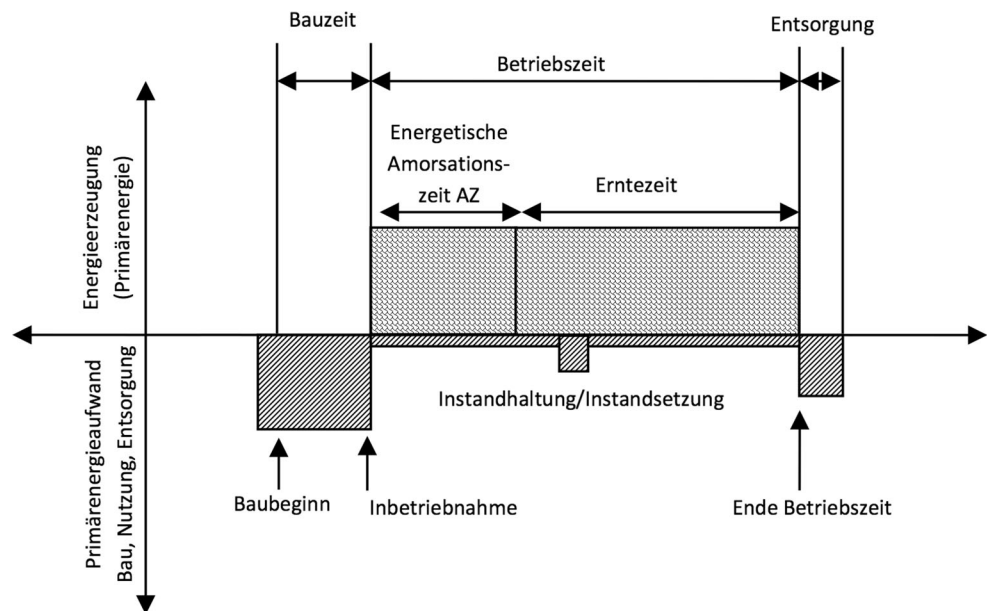 Bauzeit
Entsorgung
Betriebszeit
Energetische
Amorsations-
zeit AZ
Erntezeit
Energieerzeugung
(Primärenergie)
Primärenergieaufwand
Bau, Nutzung, Entsorgung
Instandhaltung/Instandsetzung
Baubeginn
Inbetriebnahme
Ende Betriebszeit